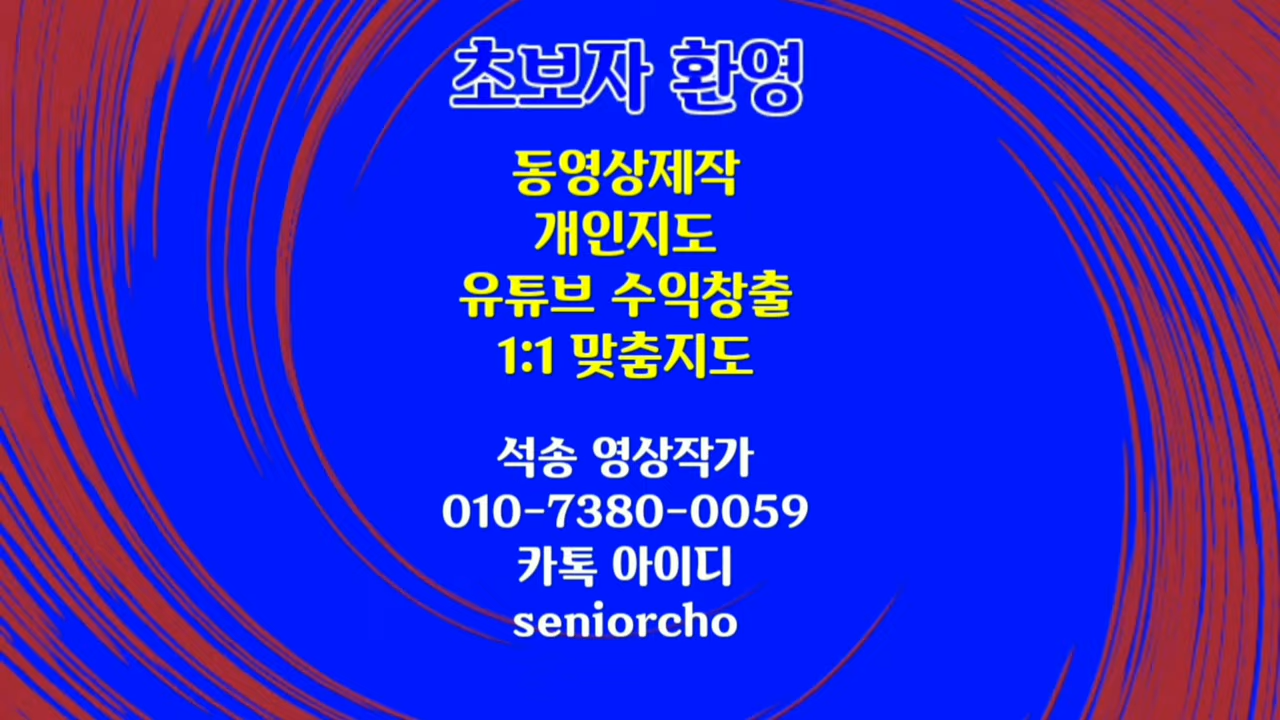 초보자 환영
동영상제작
개인지도
유튜브 수익창출
1:1 맞춤지도
석송 영상작가
010-7380-0059
카톡 아이디
seniorcho